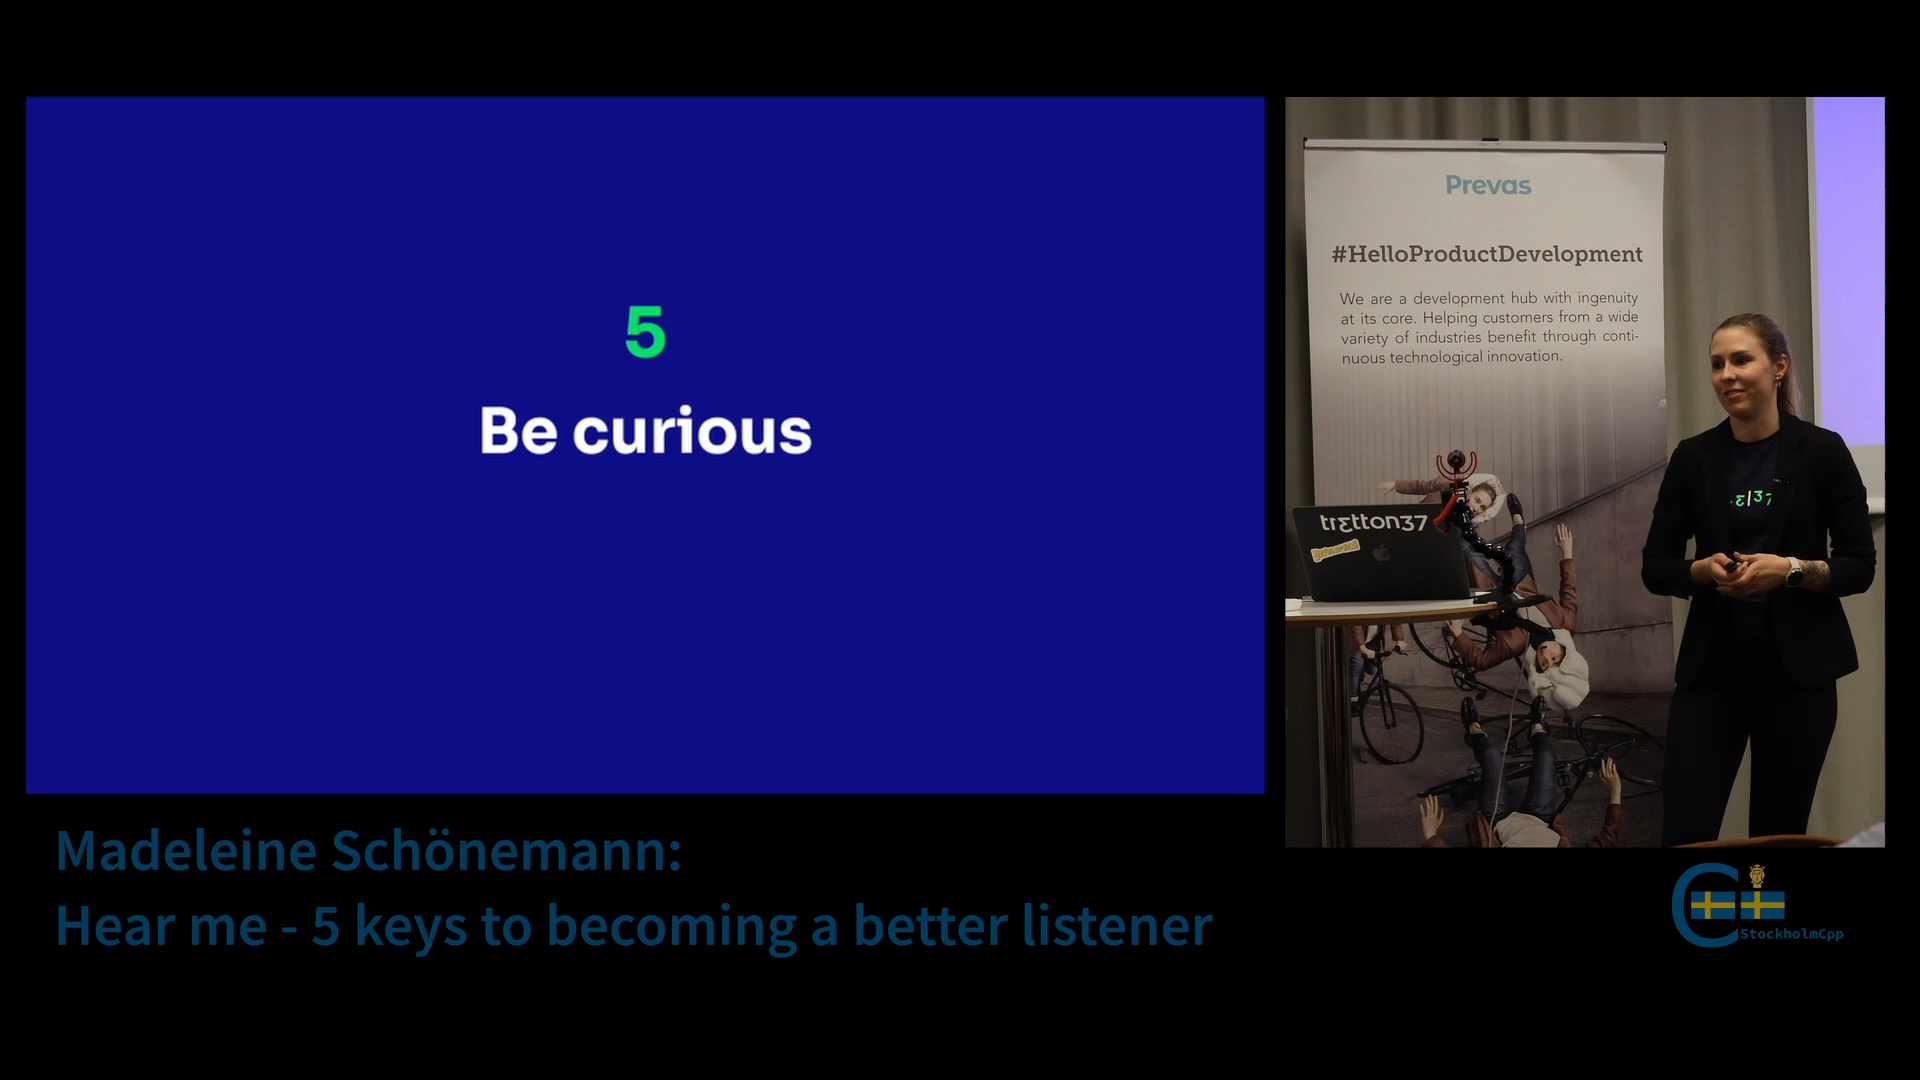 5
Be curious
Prevas
#HelloProductDevelopment
We are a development hub with ingenuity
at its core. Helping customers from a wide
variety of industries benefit through conti-
nuous technological innovation.
trɛtton37
Madeleine Schönemann:
Hear me - 5 keys to becoming a better listener
StockholmCpp